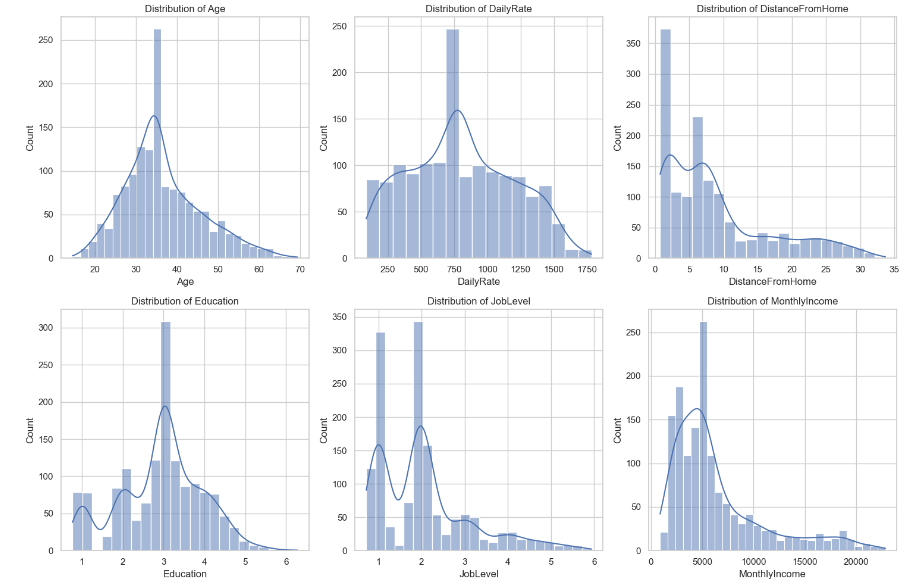 Distribution of Age
Count
250
200
150
100
50
0
20 30 40 50 60 70
Age
Distribution of DailyRate
Count
250
200
150
100
50
0
250 500 750 1000 1250 1500 1750
DailyRate
Distribution of DistanceFromHome
Count
350
300
250
200
150
100
50
0
0 5 10 15 20 25 30 35
DistanceFromHome
Distribution of Education
Count
300
250
200
150
100
50
0
1 2 3 4 5 6
Education
Distribution of JobLevel
Count
350
300
250
200
150
100
50
0
1 2 3 4 5 6
JobLevel
Distribution of MonthlyIncome
Count
250
200
150
100
50
0
0 5000 10000 15000 20000
MonthlyIncome